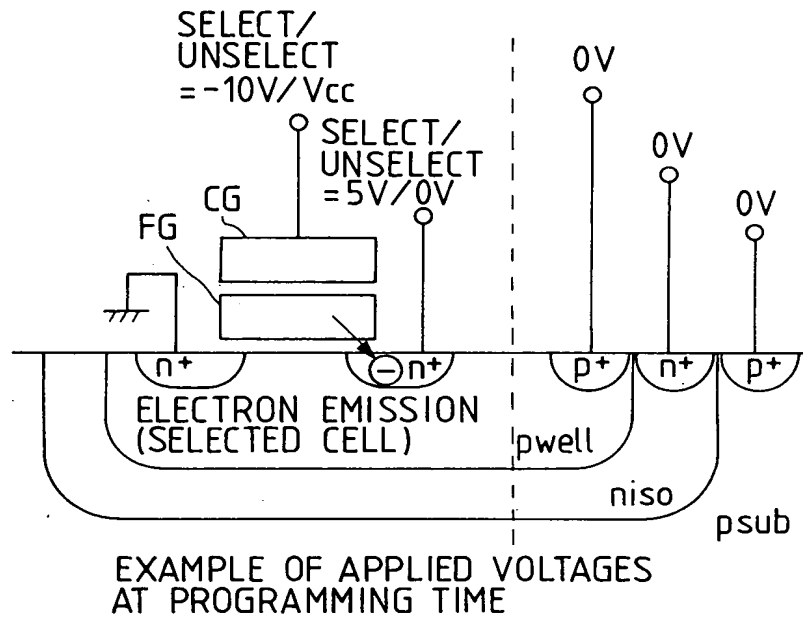 SELECT/
UNSELECT
=-10V/Vcc
SELECT/
UNSELECT
=5V/0V
0V
0V
0V
CG
FG
n+
n+
p+
n+
p+
ELECTRON EMISSION
(SELECTED CELL)
pwell
niso
psub
EXAMPLE OF APPLIED VOLTAGES
AT PROGRAMMING TIME